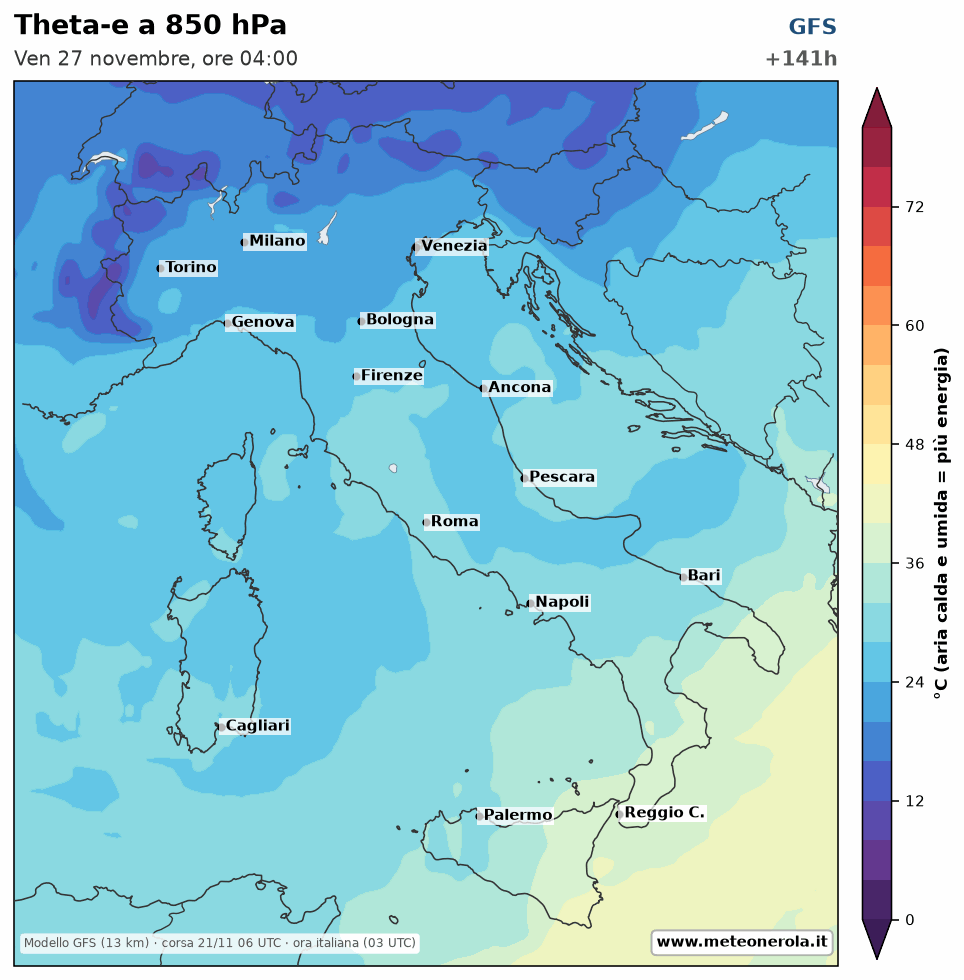 Theta-e a 850 hPa
GFS
Ven 27 novembre, ore 04:00
+141h
Milano
Venezia
Torino
Genova
Bologna
Firenze
Ancona
Pescara
Roma
Bari
Napoli
Cagliari
Palermo
Reggio C.
72
60
48
36
24
12
0
°C (aria calda e umida = più energia)
Modello GFS (13 km) · corsa 21/11 06 UTC · ora italiana (03 UTC)
www.meteonerola.it